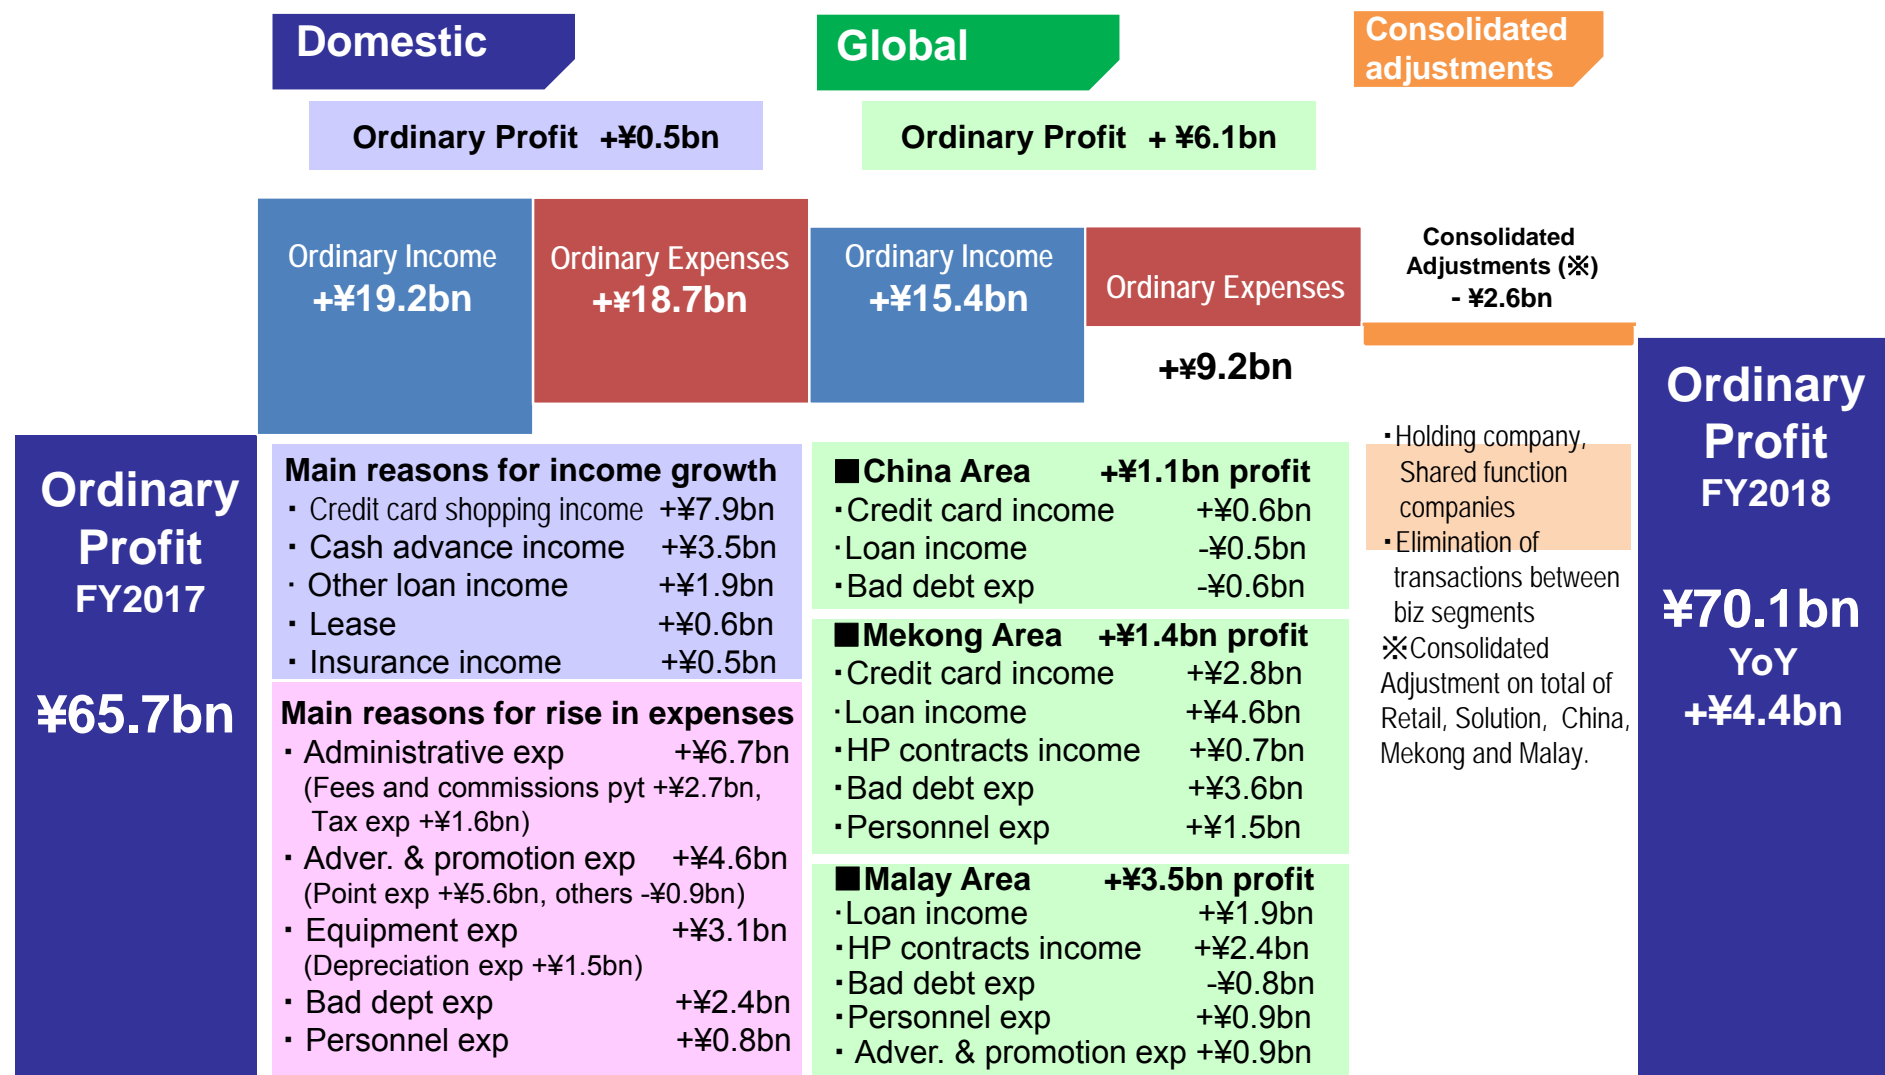 Domestic
Global
Consolidated
adjustments
Ordinary Profit +¥0.5bn
Ordinary Profit + ¥6.1bn
Ordinary Income
+¥19.2bn
Ordinary Expenses
+¥18.7bn
Ordinary Income
+¥15.4bn
Ordinary Expenses
+¥9.2bn
Consolidated
Adjustments (※)
- ¥2.6bn
Ordinary
Profit
FY2017
¥65.7bn
Main reasons for income growth
・ Credit card shopping income +¥7.9bn
・ Cash advance income +¥3.5bn
・ Other loan income +¥1.9bn
・ Lease +¥0.6bn
・ Insurance income +¥0.5bn
Main reasons for rise in expenses
・ Administrative exp +¥6.7bn
(Fees and commissions pyt +¥2.7bn,
Tax exp +¥1.6bn)
・ Adver. & promotion exp +¥4.6bn
(Point exp +¥5.6bn, others -¥0.9bn)
・ Equipment exp +¥3.1bn
(Depreciation exp +¥1.5bn)
・ Bad dept exp +¥2.4bn
・ Personnel exp +¥0.8bn
■China Area +¥1.1bn profit
・Credit card income +¥0.6bn
・Loan income -¥0.5bn
・Bad debt exp -¥0.6bn
■Mekong Area +¥1.4bn profit
・Credit card income +¥2.8bn
・Loan income +¥4.6bn
・HP contracts income +¥0.7bn
・Bad debt exp +¥3.6bn
・Personnel exp +¥1.5bn
■Malay Area +¥3.5bn profit
・Loan income +¥1.9bn
・HP contracts income +¥2.4bn
・Bad debt exp -¥0.8bn
・Personnel exp +¥0.9bn
・ Adver. & promotion exp +¥0.9bn
・Holding company,
Shared function
companies
・Elimination of
transactions between
biz segments
※Consolidated
Adjustment on total of
Retail, Solution, China,
Mekong and Malay.
Ordinary
Profit
FY2018
¥70.1bn
YoY
+¥4.4bn